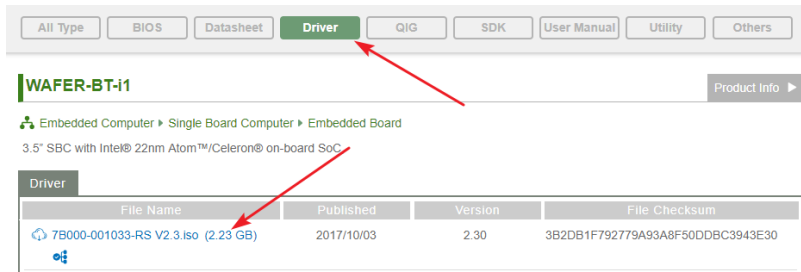 All Type BIOS Datasheet Driver QIG SDK User Manual Utility Others
WAFER-BT-i1
Product Info
Embedded Computer Single Board Computer Embedded Board
3.5" SBC with Intel® 22nm Atom™/Celeron® on-board SoC
Driver
File Name Published Version File Checksum
7B000-001033-RS V2.3.iso (2.23 GB) 2017/10/03 2.30 3B2DB1F792779A93A8F50DDBC3943E30